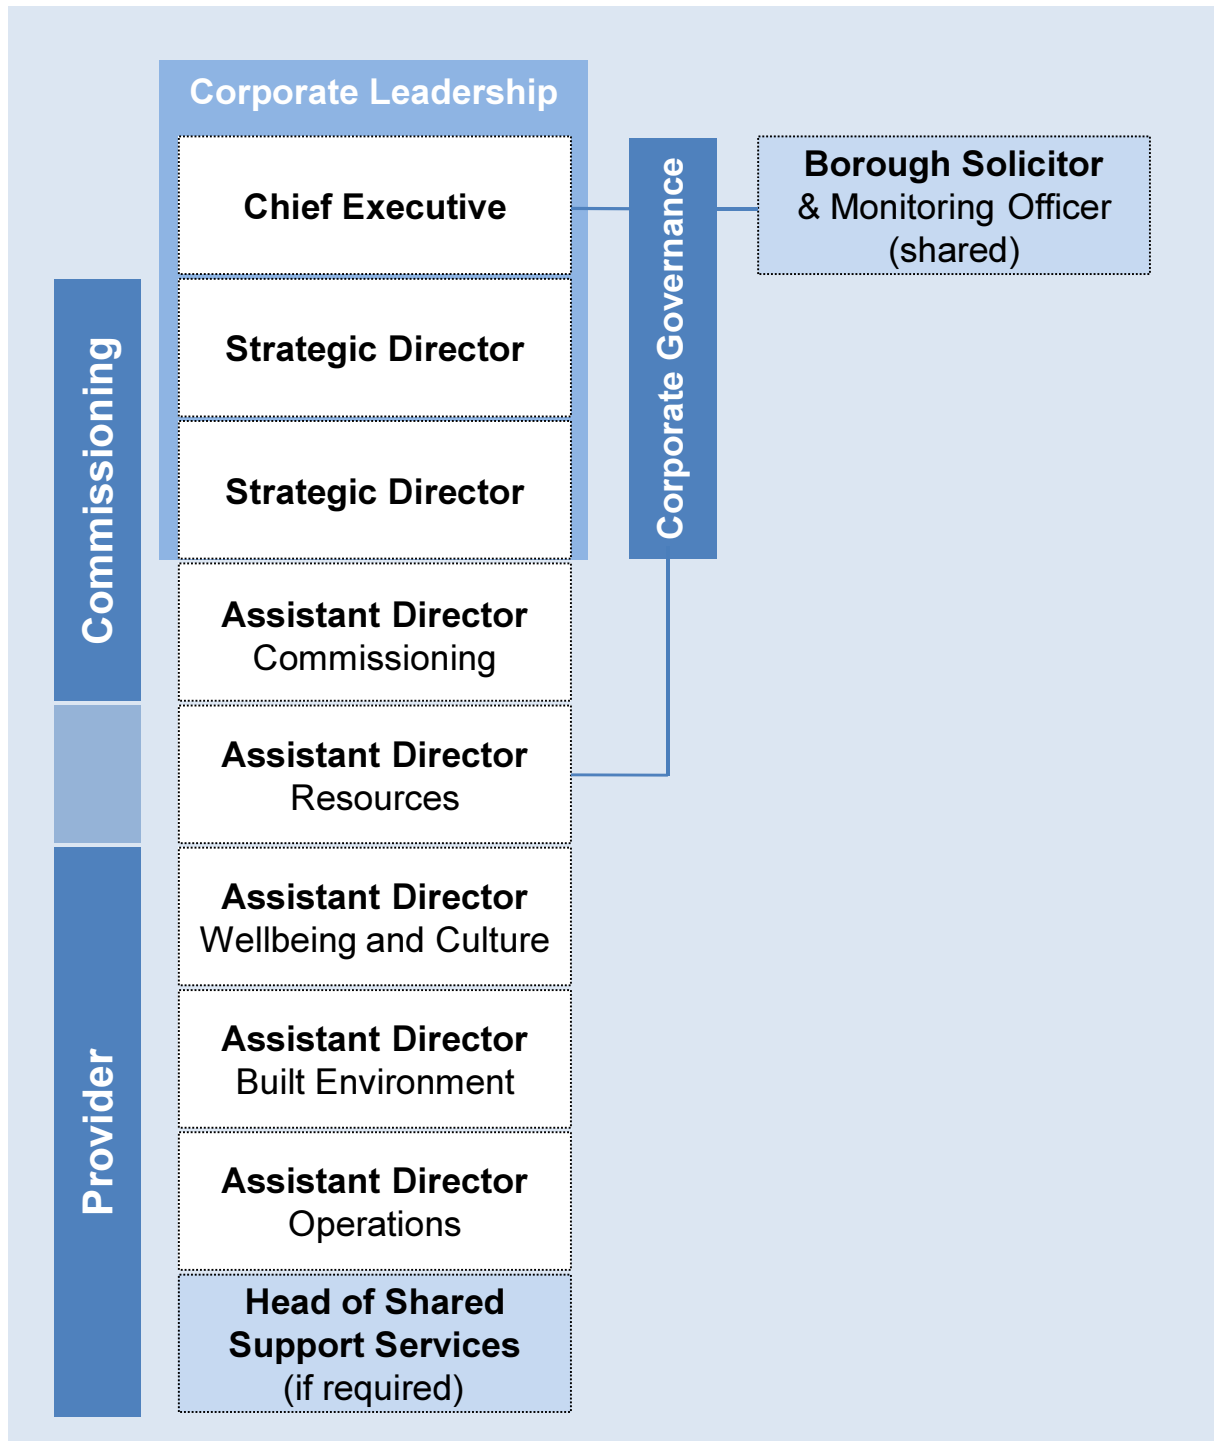 Corporate Leadership
Chief Executive
Corporate Governance
Borough Solicitor
& Monitoring Officer
(shared)
Commissioning
Strategic Director
Strategic Director
Assistant Director
Commissioning
Assistant Director
Resources
Provider
Assistant Director
Wellbeing and Culture
Assistant Director
Built Environment
Assistant Director
Operations
Head of Shared
Support Services
(if required)